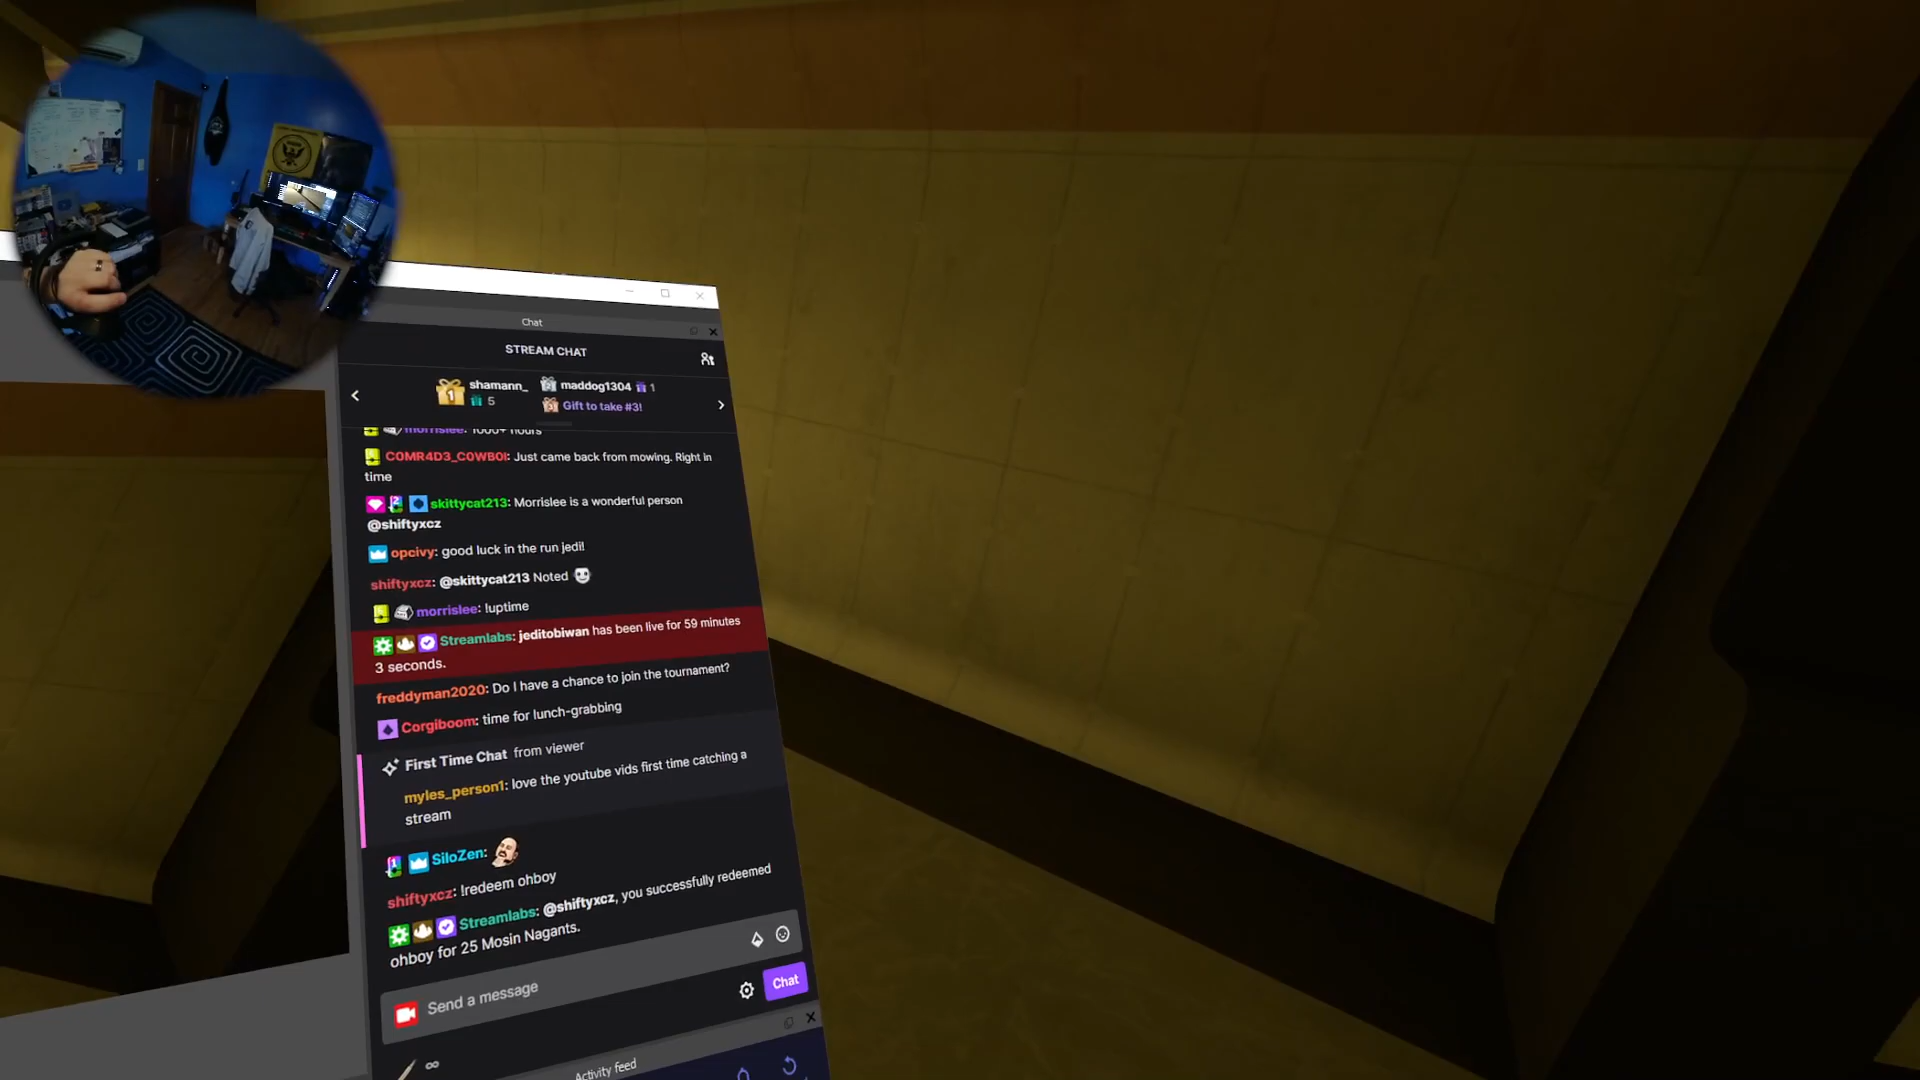 Chat
STREAM CHAT
shamann_
5
maddog1304 1
Gift to take #3!
morrislee: 1000+ hours
C0MR4D3_C0WB0I: Just came back from mowing. Right in
time
skittycat213: Morrislee is a wonderful person
@shiftyxcz
opcivy: good luck in the run jedi!
shiftyxcz: @skittycat213 Noted
morrislee: !uptime
Streamlabs: jeditobiwan has been live for 59 minutes
3 seconds.
freddyman2020: Do I have a chance to join the tournament?
Corgiboom: time for lunch-grabbing
First Time Chat from viewer
myles_person1: love the youtube vids first time catching a
stream
SiloZen:
shiftyxcz: !redeem ohboy
Streamlabs: @shiftyxcz, you successfully redeemed
ohboy for 25 Mosin Nagants.
Send a message
Chat
∞
Activity feed